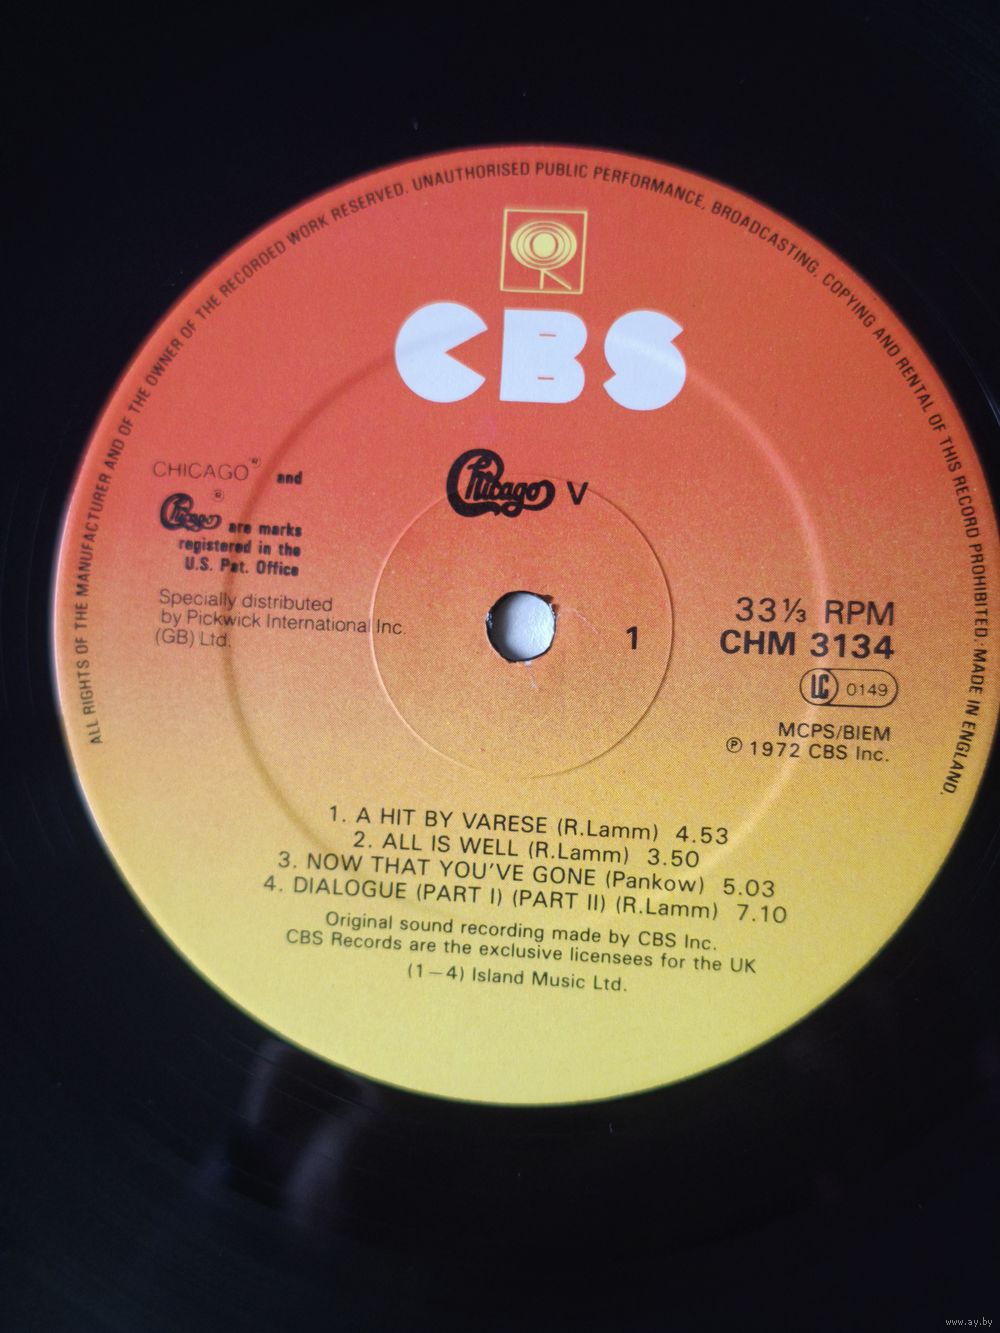 ALL RIGHTS OF THE MANUFACTURER AND OF THE OWNER OF THE RECORDED WORK RESERVED. UNAUTHORISED PUBLIC PERFORMANCE, BROADCASTING, COPYING AND RENTAL OF THIS RECORD PROHIBITED. MADE IN ENGLAND.
CBS
Chicago V
CHICAGO® and
Chicago® are marks
registered in the
U.S. Pat. Office
Specially distributed
by Pickwick International Inc.
(GB) Ltd.
1
33⅓ RPM
CHM 3134
LC 0149
MCPS/BIEM
℗ 1972 CBS Inc.
1. A HIT BY VARESE (R.Lamm) 4.53
2. ALL IS WELL (R.Lamm) 3.50
3. NOW THAT YOU'VE GONE (Pankow) 5.03
4. DIALOGUE (PART I) (PART II) (R.Lamm) 7.10
Original sound recording made by CBS Inc.
CBS Records are the exclusive licensees for the UK
(1—4) Island Music Ltd.
www.ay.by